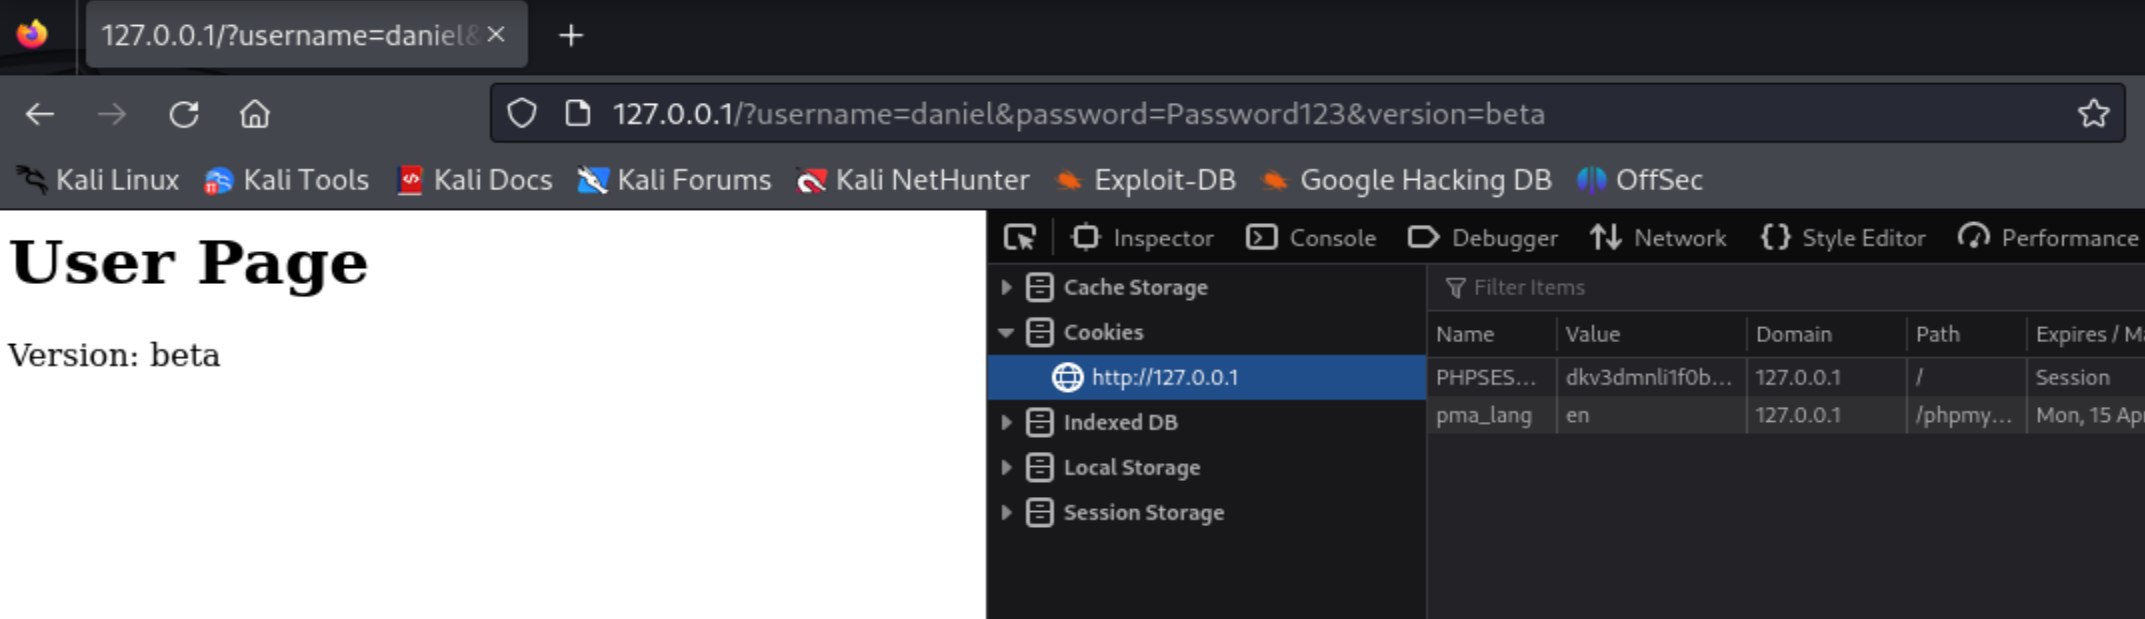 127.0.0.1/?username=daniel&
127.0.0.1/?username=daniel&password=Password123&version=beta
Kali Linux Kali Tools Kali Docs Kali Forums Kali NetHunter Exploit-DB Google Hacking DB OffSec
User Page
Version: beta
Inspector Console Debugger Network Style Editor Performance
Cache Storage
Cookies
http://127.0.0.1
Indexed DB
Local Storage
Session Storage
Filter Items
Name Value Domain Path Expires / M
PHPSES... dkv3dmnli1f0b... 127.0.0.1 / Session
pma_lang en 127.0.0.1 /phpmy... Mon, 15 Apr